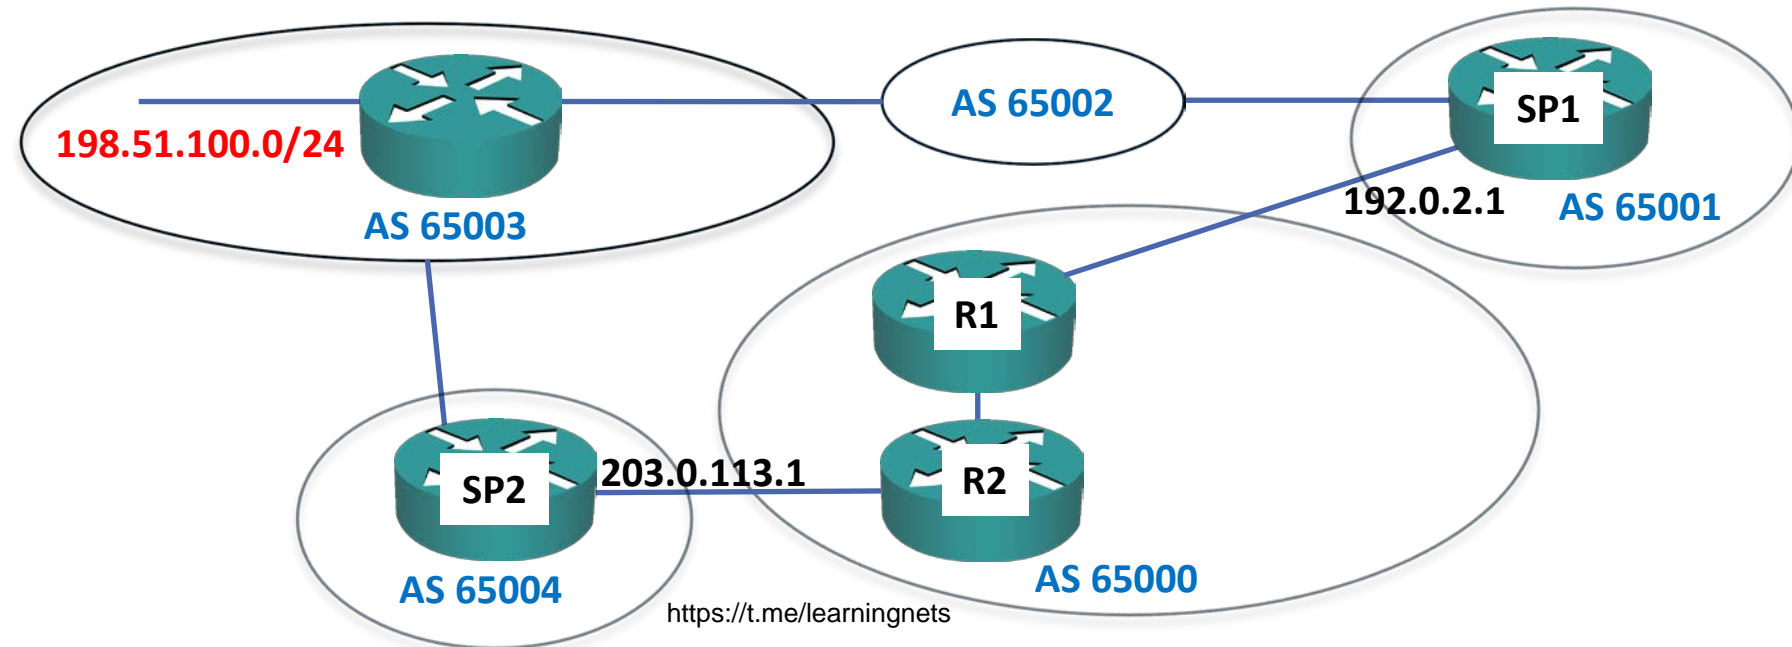 AS 65002
SP1
198.51.100.0/24
192.0.2.1
AS 65001
AS 65003
R1
203.0.113.1
SP2
R2
AS 65004
AS 65000
https://t.me/learningnets